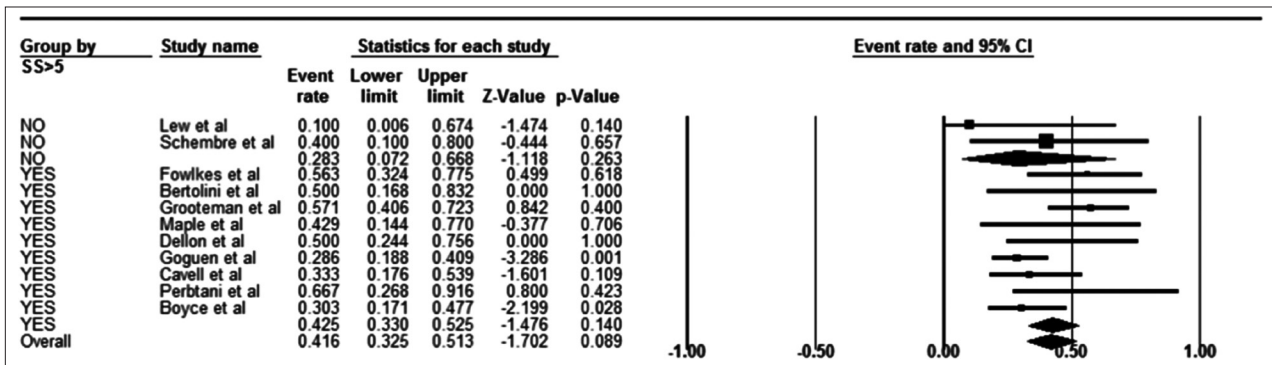 Group by Study name Statistics for each study Event rate and 95% CI
SS>5
Event Lower Upper
rate limit limit Z-Value p-Value
NO Lew et al 0.100 0.006 0.674 -1.474 0.140
NO Schembre et al 0.400 0.100 0.800 -0.444 0.657
NO 0.283 0.072 0.668 -1.118 0.263
YES Fowlkes et al 0.563 0.324 0.775 0.499 0.618
YES Bertolini et al 0.500 0.168 0.832 0.000 1.000
YES Grooteman et al 0.571 0.406 0.723 0.842 0.400
YES Maple et al 0.429 0.144 0.770 -0.377 0.706
YES Dellon et al 0.500 0.244 0.756 0.000 1.000
YES Goguen et al 0.286 0.188 0.409 -3.286 0.001
YES Cavell et al 0.333 0.176 0.539 -1.601 0.109
YES Perbtani et al 0.667 0.268 0.916 0.800 0.423
YES Boyce et al 0.303 0.171 0.477 -2.199 0.028
YES 0.425 0.330 0.525 -1.476 0.140
Overall 0.416 0.325 0.513 -1.702 0.089
-1.00 -0.50 0.00 0.50 1.00